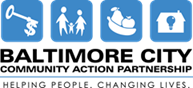 BALTIMORE CITY
COMMUNITY ACTION PARTNERSHIP
HELPING PEOPLE. CHANGING LIVES.